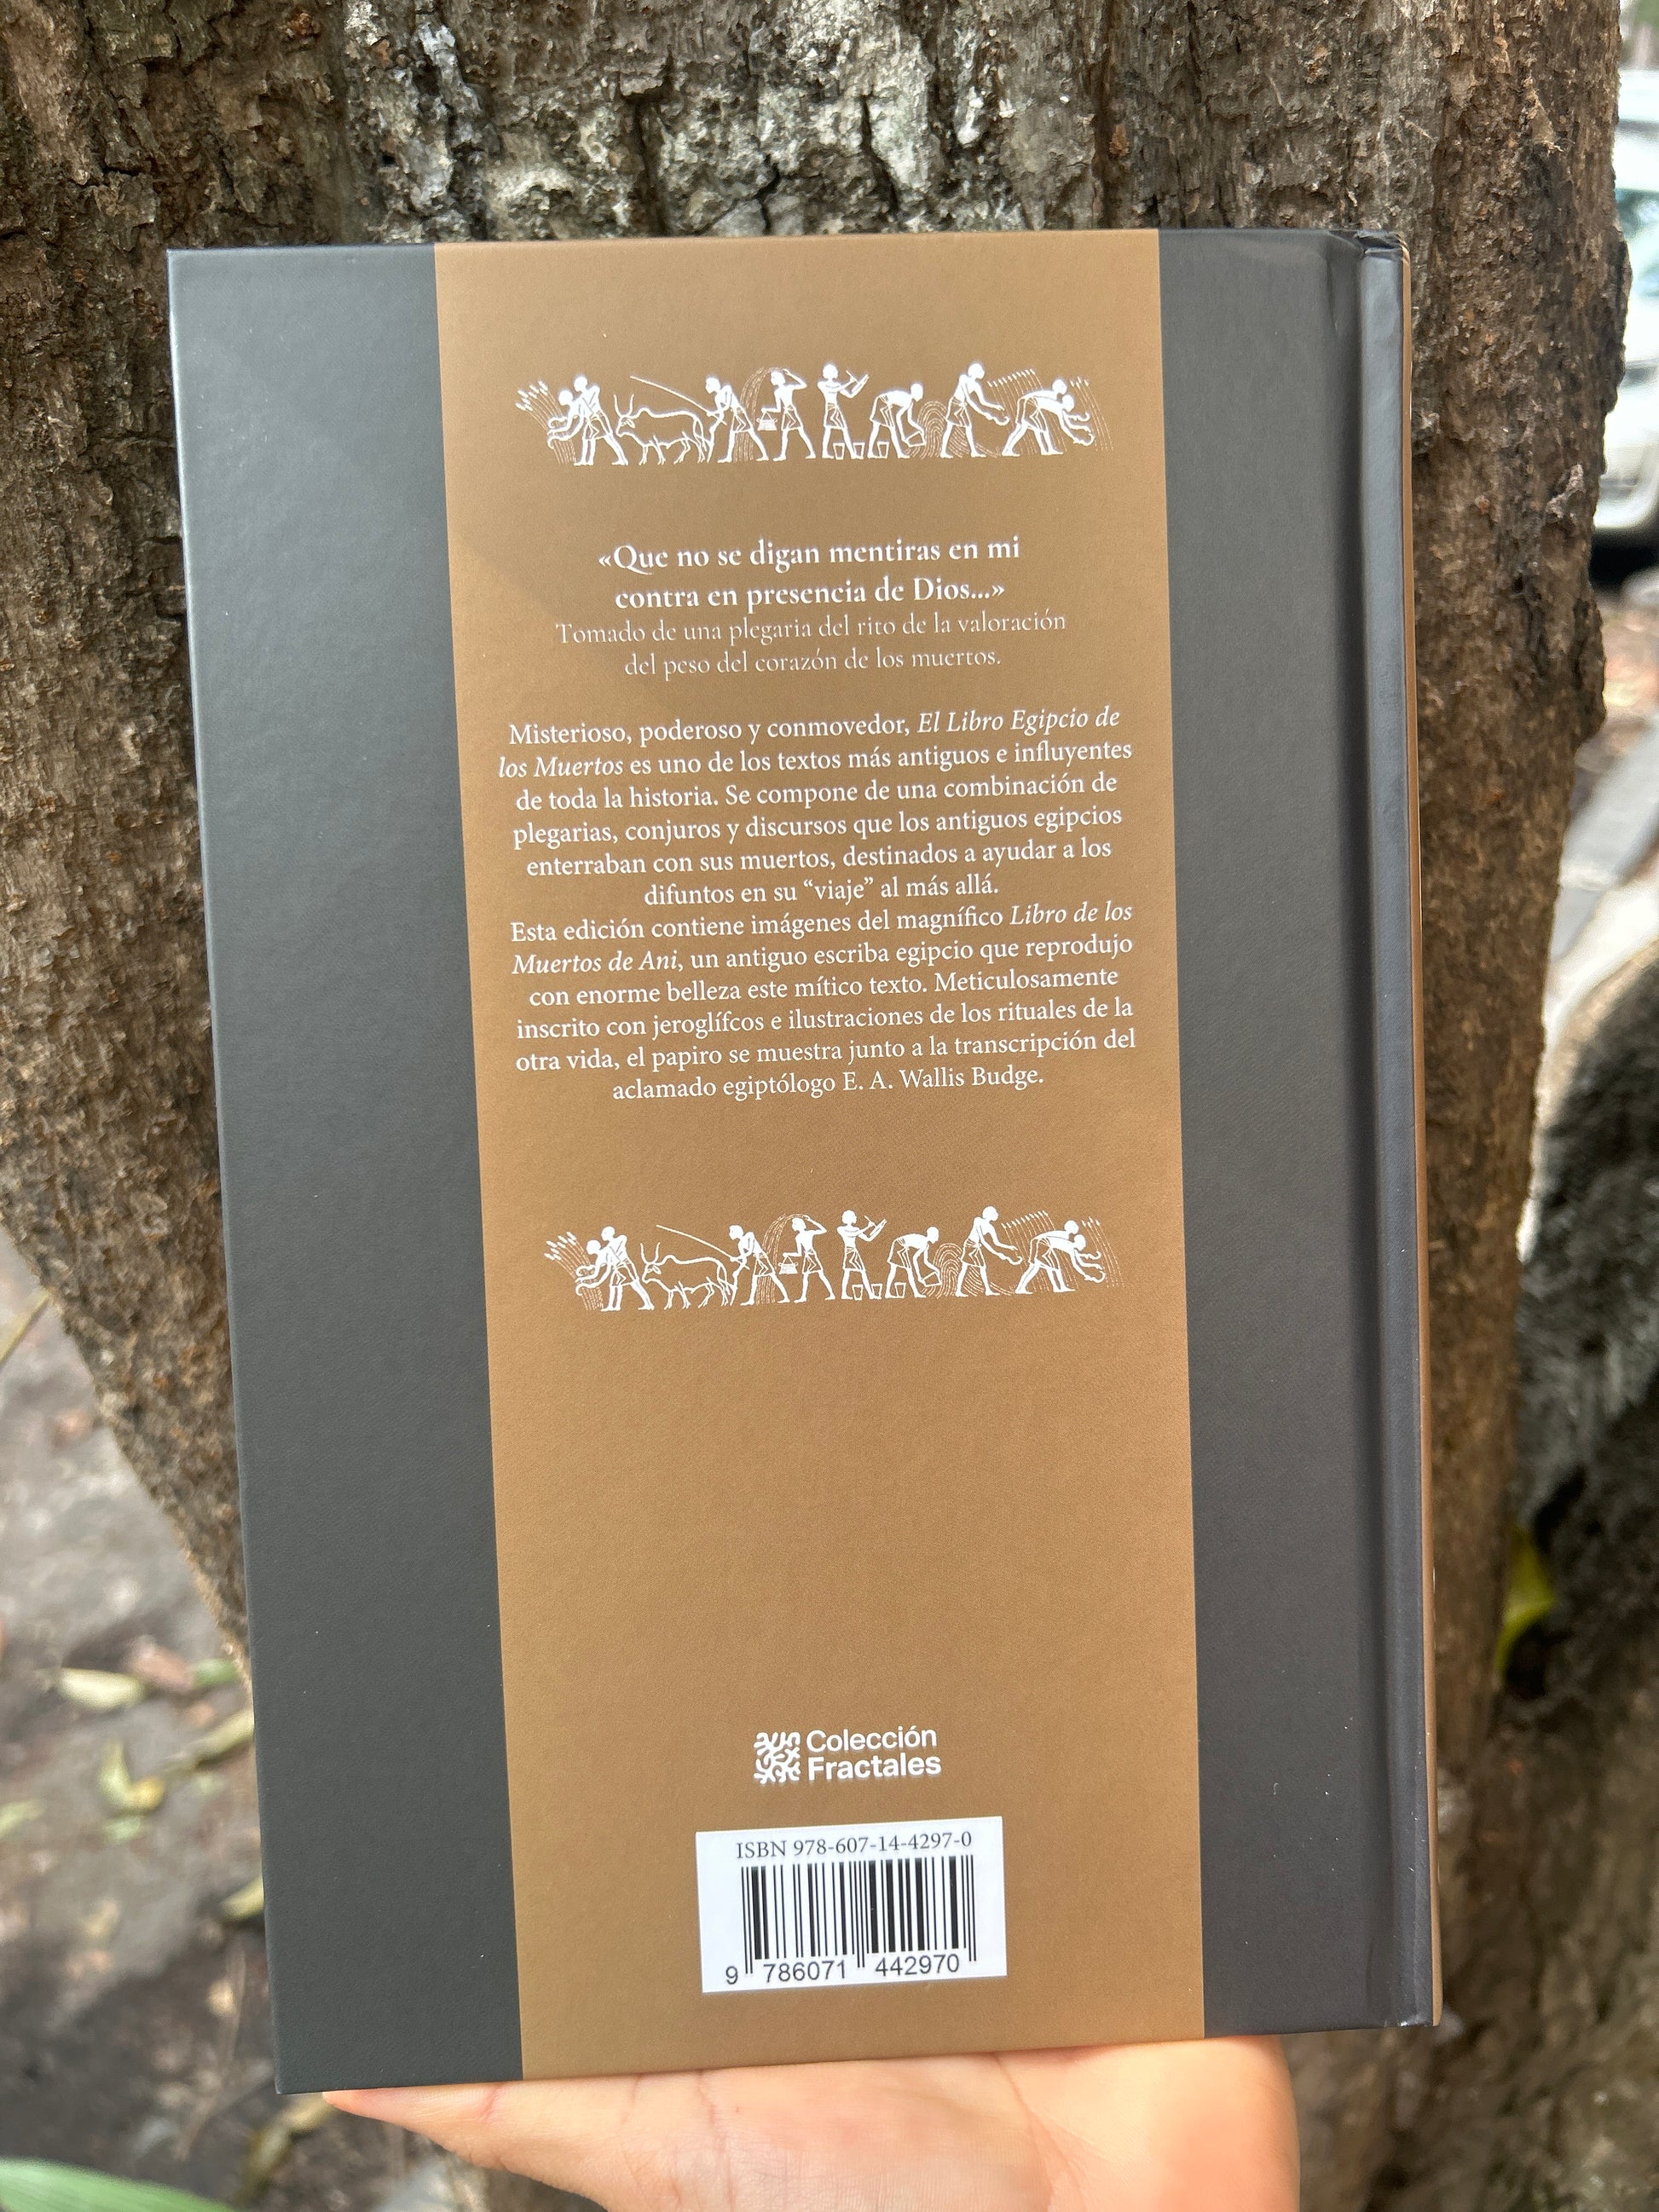 «Que no se digan mentiras en mi
contra en presencia de Dios...»
Tomado de una plegaria del rito de la valoración
del peso del corazón de los muertos.
Misterioso, poderoso y conmovedor, El Libro Egipcio de
los Muertos es uno de los textos más antiguos e influyentes
de toda la historia. Se compone de una combinación de
plegarias, conjuros y discursos que los antiguos egipcios
enterraban con sus muertos, destinados a ayudar a los
difuntos en su “viaje” al más allá.
Esta edición contiene imágenes del magnífico Libro de los
Muertos de Ani, un antiguo escriba egipcio que reprodujo
con enorme belleza este mítico texto. Meticulosamente
inscrito con jeroglífcos e ilustraciones de los rituales de la
otra vida, el papiro se muestra junto a la transcripción del
aclamado egiptólogo E. A. Wallis Budge.
Colección
Fractales
ISBN 978-607-14-4297-0
9 786071 442970